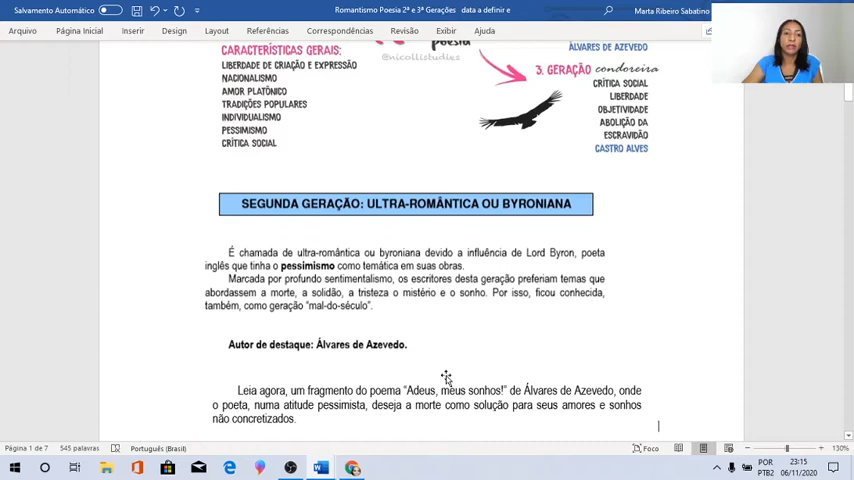 Salvamento Automático
Romantismo Poesia 2ª e 3ª Gerações data a definir e
Marta Ribeiro Sabatino
Arquivo Página Inicial Inserir Design Layout Referências Correspondências Revisão Exibir Ajuda
CARACTERÍSTICAS GERAIS:
LIBERDADE DE CRIAÇÃO E EXPRESSÃO
NACIONALISMO
AMOR PLATÔNICO
TRADIÇÕES POPULARES
INDIVIDUALISMO
PESSIMISMO
CRÍTICA SOCIAL
poesia
@nicollistudies
ÁLVARES DE AZEVEDO
3. GERAÇÃO condoreira
CRÍTICA SOCIAL
LIBERDADE
OBJETIVIDADE
ABOLIÇÃO DA
ESCRAVIDÃO
CASTRO ALVES
SEGUNDA GERAÇÃO: ULTRA-ROMÂNTICA OU BYRONIANA
É chamada de ultra-romântica ou byroniana devido a influência de Lord Byron, poeta
inglês que tinha o pessimismo como temática em suas obras.
Marcada por profundo sentimentalismo, os escritores desta geração preferiam temas que
abordassem a morte, a solidão, a tristeza o mistério e o sonho. Por isso, ficou conhecida,
também, como geração "mal-do-século".
Autor de destaque: Álvares de Azevedo.
Leia agora, um fragmento do poema "Adeus, meus sonhos!" de Álvares de Azevedo, onde
o poeta, numa atitude pessimista, deseja a morte como solução para seus amores e sonhos
não concretizados.
Página 1 de 7 545 palavras Português (Brasil) Foco 130%
POR 23:15
PTB2 06/11/2020